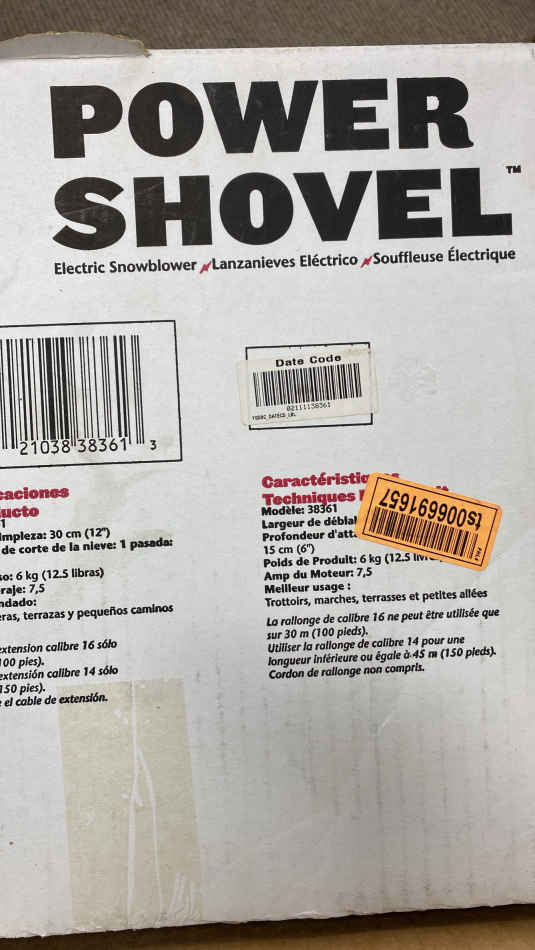 POWER
SHOVEL™
Electric Snowblower Lanzanieves Eléctrico Souffleuse Électrique
21038 38361 3
Date Code
02111138361
caciones
ucto
1
impleza: 30 cm (12")
de corte de la nieve: 1 pasada:
so: 6 kg (12.5 libras)
raje: 7,5
ndado:
eras, terrazas y pequeños caminos
extension calibre 16 sólo
100 pies).
extensión calibre 14 sólo
150 pies).
e el cable de extensión.
Techniques
Modèle: 38361
Largeur de débla
Profondeur d'att
15 cm (6")
Poids de Produit: 6 kg (12.5
Amp du Moteur: 7,5
Meilleur usage :
Trottoirs, marches, terrasses et petites allées
La rallonge de calibre 16 ne peut être utilisée que
sur 30 m (100 pieds).
Utiliser la rallonge de calibre 14 pour une
longueur inférieure ou égale à 45 m (150 pieds).
Cordon de rallonge non compris.
ts006691657